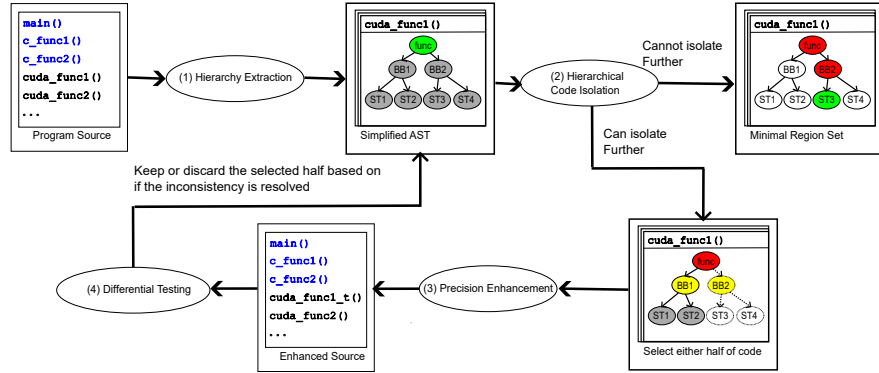 main()
c_func1()
c_func2()
cuda_func1()
cuda_func2()
...
Program Source
(1) Hierarchy Extraction
cuda_func1()
func
BB1 BB2
ST1 ST2 ST3 ST4
Simplified AST
(2) Hierarchical
Code Isolation
Cannot isolate
Further
cuda_func1()
func
BB1 BB2
ST1 ST2 ST3 ST4
Minimal Region Set
Can isolate
Further
Keep or discard the selected half based on
if the inconsistency is resolved
cuda_func1()
func
BB1 BB2
ST1 ST2 ST3 ST4
Select either half of code
(3) Precision Enhancement
main()
c_func1()
c_func2()
cuda_func1_t()
cuda_func2()
...
Enhanced Source
(4) Differential Testing